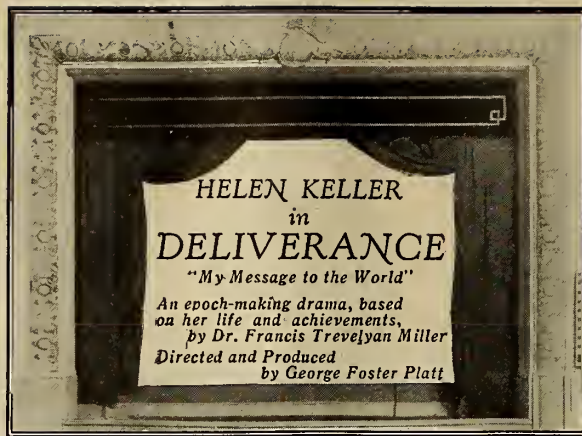 HELEN KELLER
in
DELIVERANCE
"My Message to the World"
An epoch-making drama, based
on her life and achievements,
by Dr. Francis Trevelyan Miller
Directed and Produced
by George Foster Platt